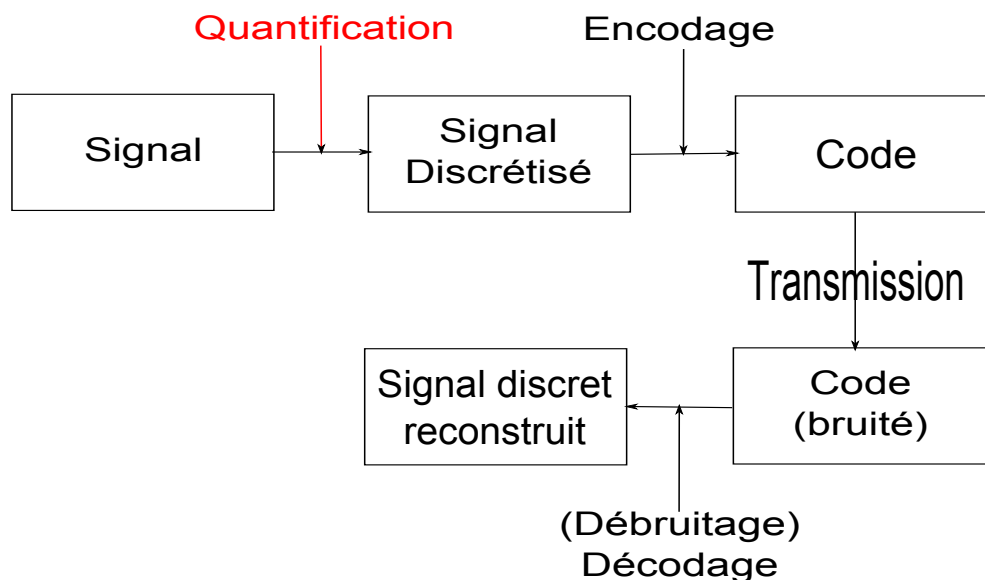 Quantification
Encodage
Signal
Signal
Discrétisé
Code
Transmission
Signal discret
reconstruit
Code
(bruité)
(Débruitage)
Décodage